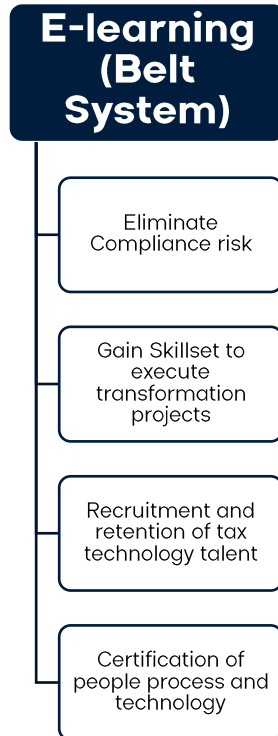 E-learning
(Belt
System)
Eliminate
Compliance risk
Gain Skillset to
execute
transformation
projects
Recruitment and
retention of tax
technology talent
Certification of
people process and
technology